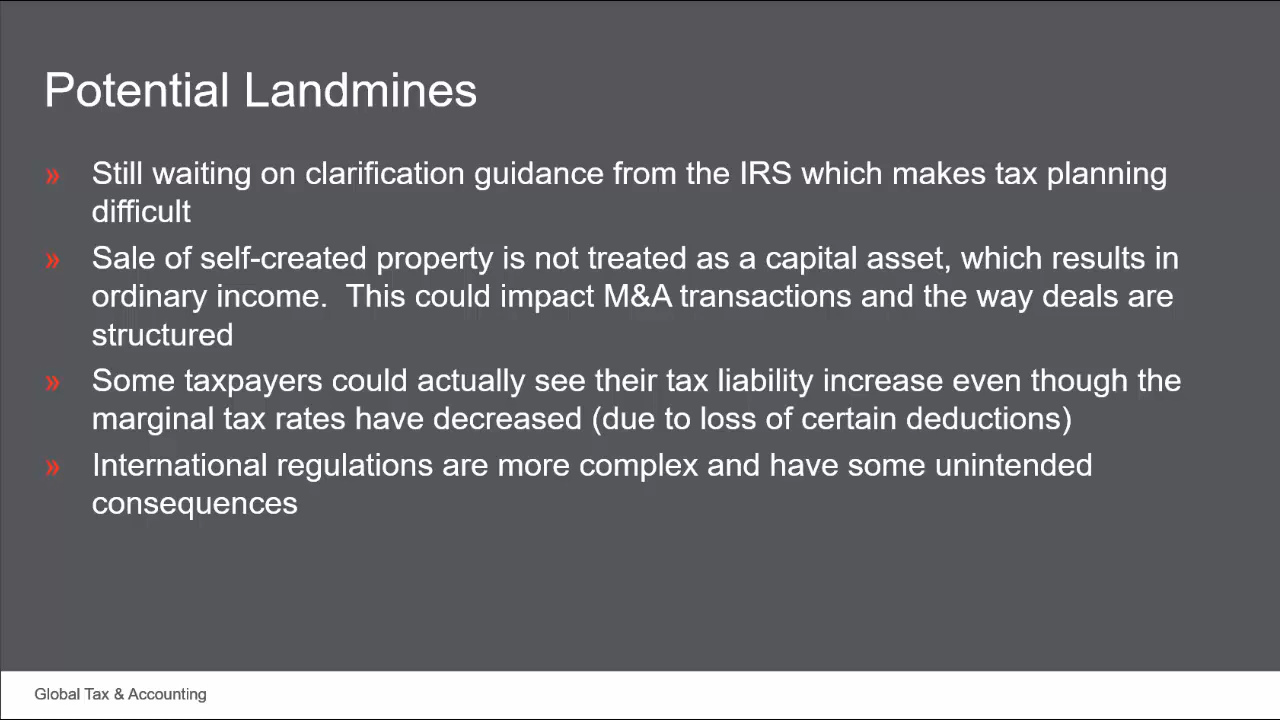 Potential Landmines
» Still waiting on clarification guidance from the IRS which makes tax planning
difficult
» Sale of self-created property is not treated as a capital asset, which results in
ordinary income.  This could impact M&A transactions and the way deals are
structured
» Some taxpayers could actually see their tax liability increase even though the
marginal tax rates have decreased (due to loss of certain deductions)
» International regulations are more complex and have some unintended
consequences
Global Tax & Accounting